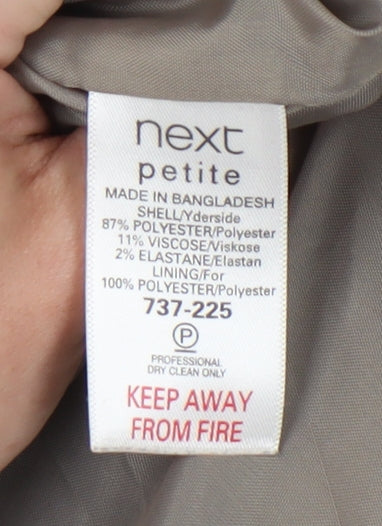 next
petite
MADE IN BANGLADESH
SHELL/Yderside
87% POLYESTER/Polyester
11% VISCOSE/Viskose
2% ELASTANE/Elastan
LINING/For
100% POLYESTER/Polyester
737-225
P
PROFESSIONAL
DRY CLEAN ONLY
KEEP AWAY
FROM FIRE